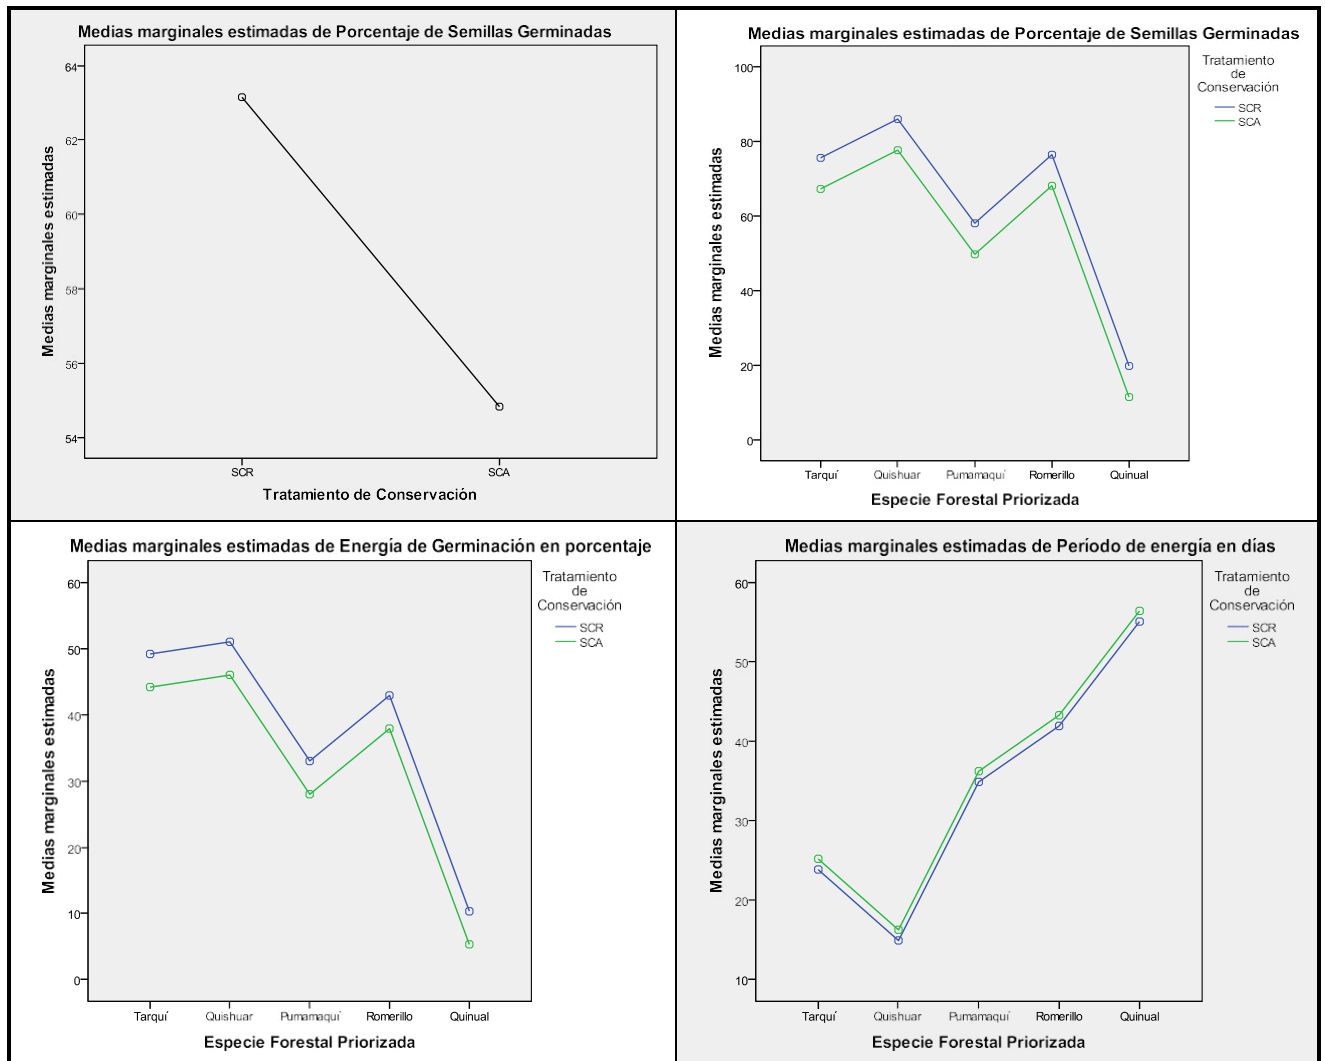 Medias marginales estimadas de Porcentaje de Semillas Germinadas
Medias marginales estimadas
64
62
60
58
56
54
SCR
SCA
Tratamiento de Conservación
Medias marginales estimadas de Porcentaje de Semillas Germinadas
Medias marginales estimadas
100
80
60
40
20
0
Tarquí
Quishuar
Pumamaquí
Romerillo
Quinual
Especie Forestal Priorizada
Tratamiento
de
Conservación
SCR
SCA
Medias marginales estimadas de Energía de Germinación en porcentaje
Medias marginales estimadas
60
50
40
30
20
10
0
Tarquí
Quishuar
Pumamaquí
Romerillo
Quinual
Especie Forestal Priorizada
Tratamiento
de
Conservación
SCR
SCA
Medias marginales estimadas de Período de energía en días
Medias marginales estimadas
60
50
40
30
20
10
Tarquí
Quishuar
Pumamaquí
Romerillo
Quinual
Especie Forestal Priorizada
Tratamiento
de
Conservación
SCR
SCA